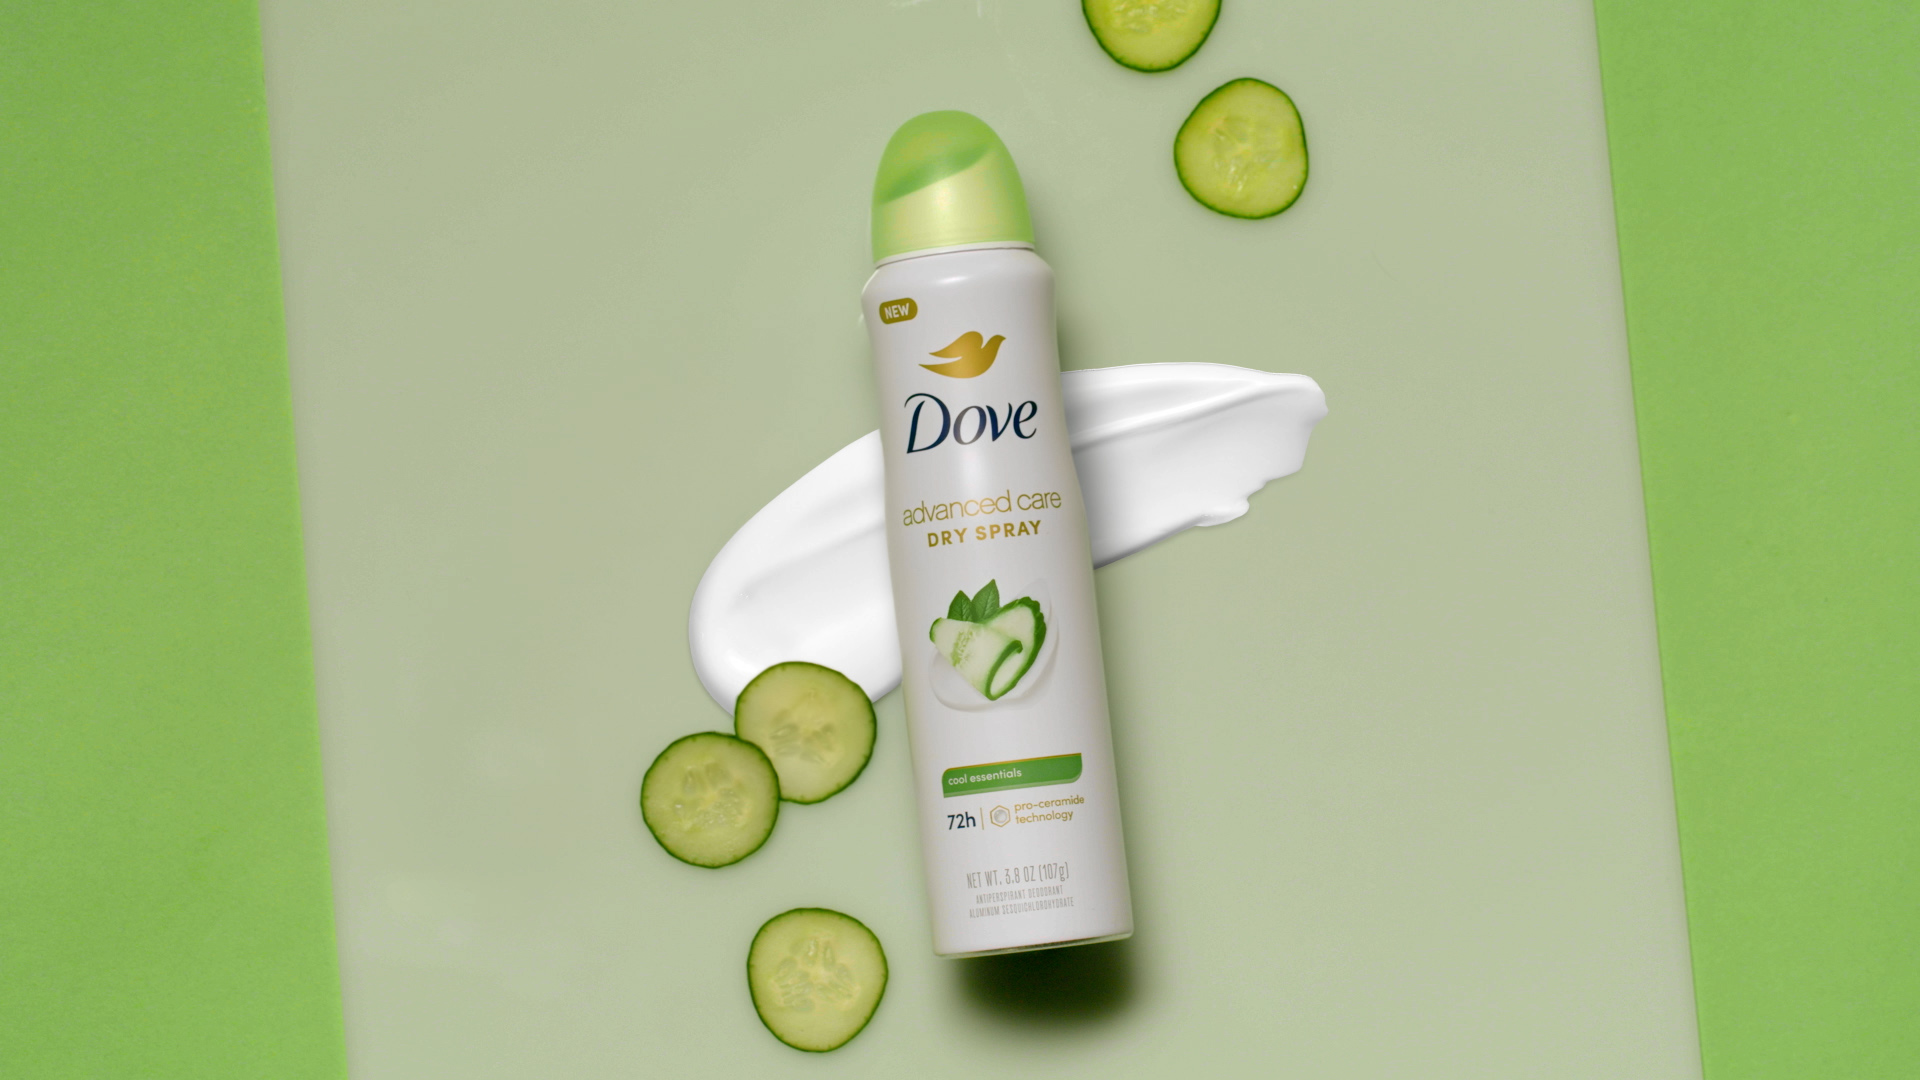 NEW
Dove
advanced care
DRY SPRAY
cool essentials
72h
pro-ceramide
technology
NET WT. 3.8 OZ (107g)
ANTIPERSPIRANT DEODORANT
ALUMINUM SESQUICHLOROHYDRATE